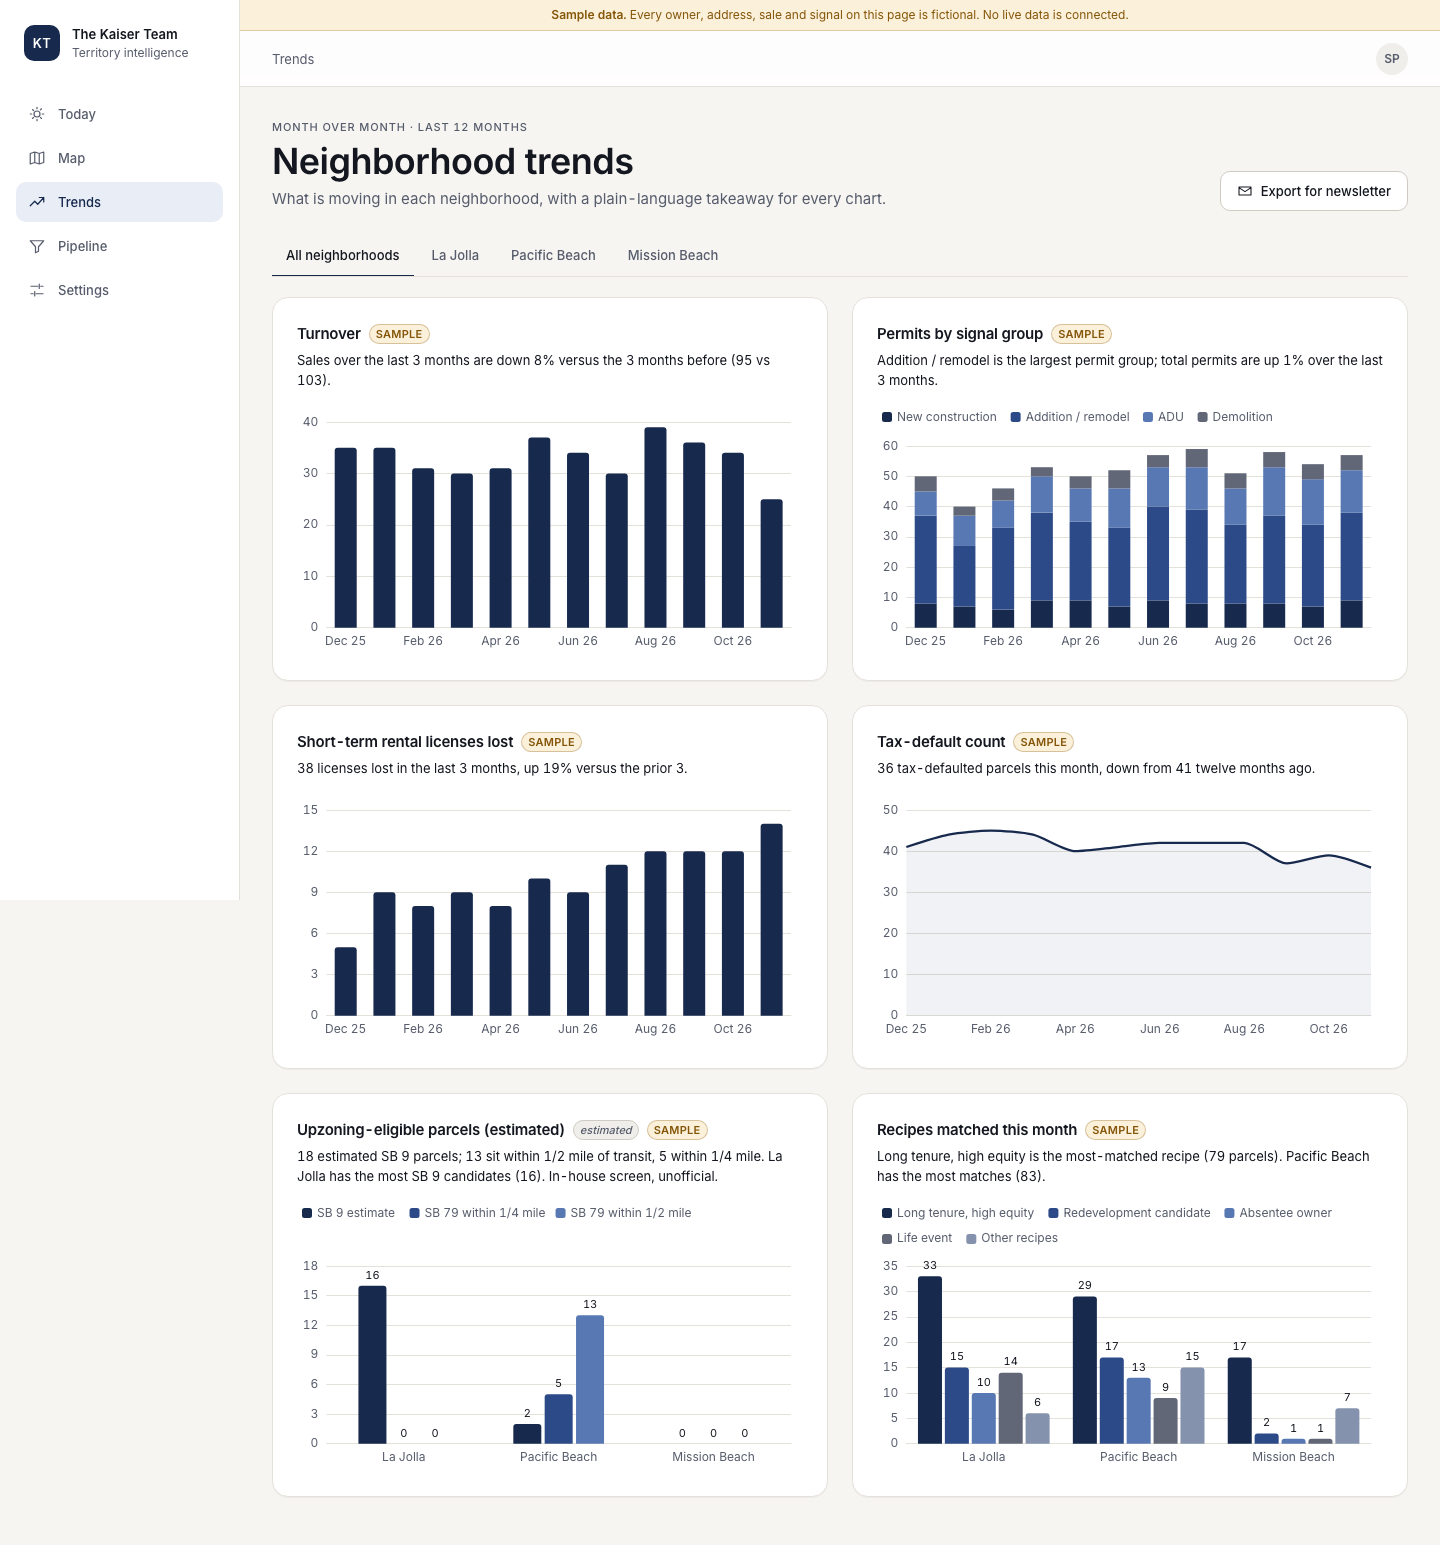 Sample data. Every owner, address, sale and signal on this page is fictional. No live data is connected.
KT
The Kaiser Team
Territory intelligence
Today
Map
Trends
Pipeline
Settings
Trends
SP
MONTH OVER MONTH · LAST 12 MONTHS
Neighborhood trends
What is moving in each neighborhood, with a plain-language takeaway for every chart.
Export for newsletter
All neighborhoods La Jolla Pacific Beach Mission Beach
Turnover SAMPLE
Sales over the last 3 months are down 8% versus the 3 months before (95 vs
103).
40
30
20
10
0
Dec 25 Feb 26 Apr 26 Jun 26 Aug 26 Oct 26
Permits by signal group SAMPLE
Addition / remodel is the largest permit group; total permits are up 1% over the last
3 months.
New construction Addition / remodel ADU Demolition
60
50
40
30
20
10
0
Dec 25 Feb 26 Apr 26 Jun 26 Aug 26 Oct 26
Short-term rental licenses lost SAMPLE
38 licenses lost in the last 3 months, up 19% versus the prior 3.
15
12
9
6
3
0
Dec 25 Feb 26 Apr 26 Jun 26 Aug 26 Oct 26
Tax-default count SAMPLE
36 tax-defaulted parcels this month, down from 41 twelve months ago.
50
40
30
20
10
0
Dec 25 Feb 26 Apr 26 Jun 26 Aug 26 Oct 26
Upzoning-eligible parcels (estimated) estimated SAMPLE
18 estimated SB 9 parcels; 13 sit within 1/2 mile of transit, 5 within 1/4 mile. La
Jolla has the most SB 9 candidates (16). In-house screen, unofficial.
SB 9 estimate SB 79 within 1/4 mile SB 79 within 1/2 mile
18
15
12
9
6
3
0
16 0 0
2 5 13
0 0 0
La Jolla Pacific Beach Mission Beach
Recipes matched this month SAMPLE
Long tenure, high equity is the most-matched recipe (79 parcels). Pacific Beach
has the most matches (83).
Long tenure, high equity Redevelopment candidate Absentee owner
Life event Other recipes
35
30
25
20
15
10
5
0
33 15 10 14 6
29 17 13 9 15
17 2 1 1 7
La Jolla Pacific Beach Mission Beach